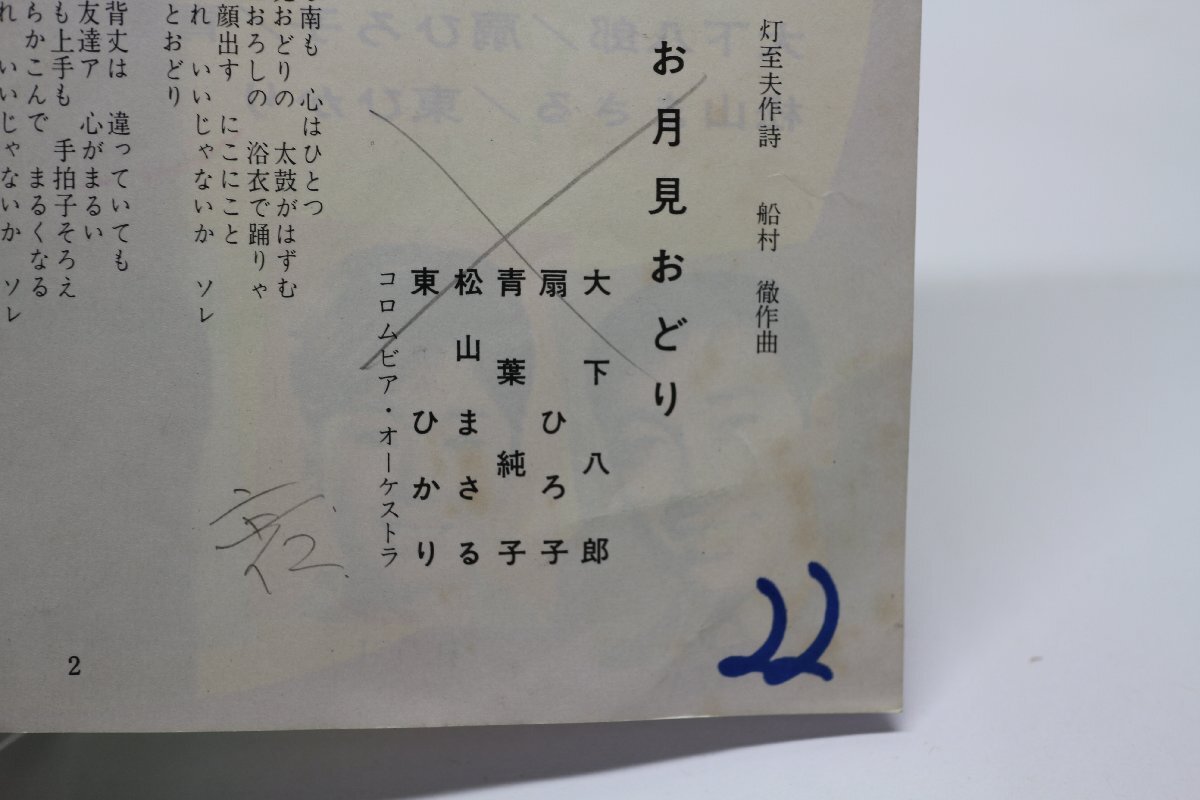 灯至夫作詩 船村 徹作曲
お月見おどり
大下八郎
扇ひろ子
青葉純子
松山まさる
東ひかり
コロムビア・オーケストラ
南も 心はひとつ
おどりの 太鼓がはずむ
おろしの 浴衣で踊りゃ
顔出す にこにこと
れ いいじゃないか ソレ
とおどり
背丈は 違っていても
友達ア 心がまるい
も上手も 手拍子そろえ
らかこんで まるくなる
れ いいじゃないか ソレ
2
22